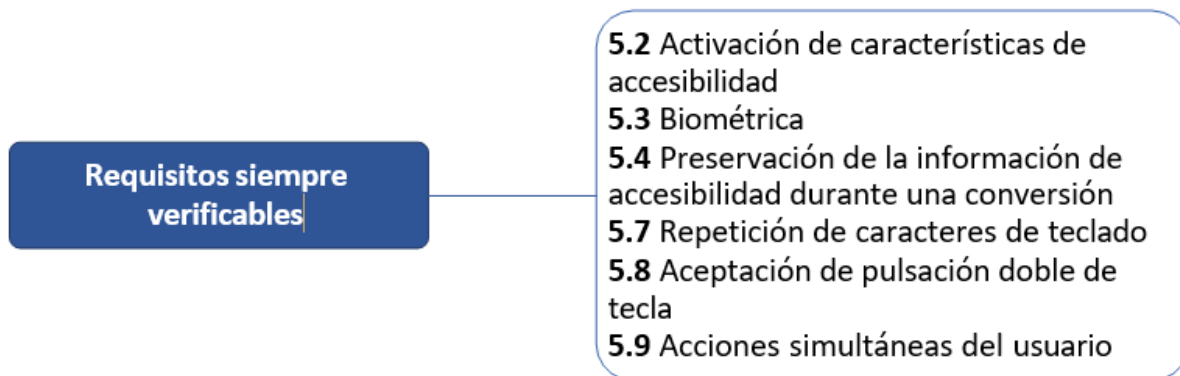 Requisitos siempre
verificables
5.2 Activación de características de
accesibilidad
5.3 Biométrica
5.4 Preservación de la información de
accesibilidad durante una conversión
5.7 Repetición de caracteres de teclado
5.8 Aceptación de pulsación doble de
tecla
5.9 Acciones simultáneas del usuario